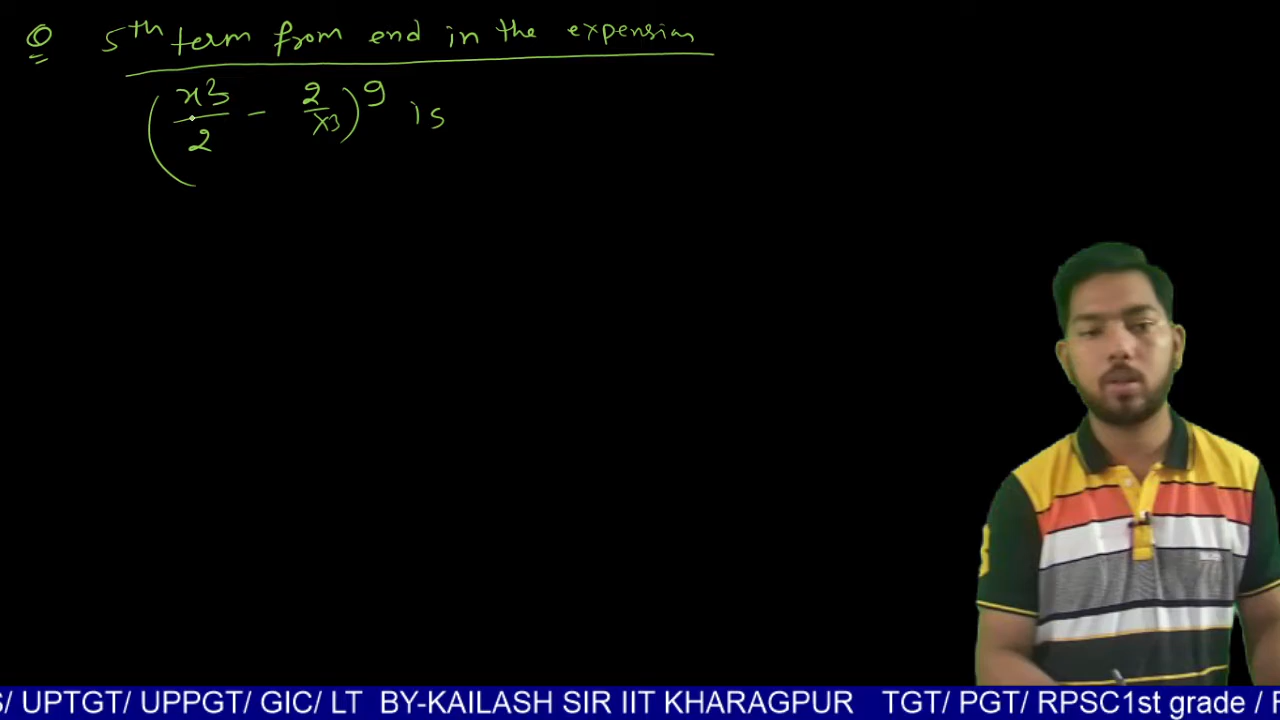 Q 5th term from end in the expension
(x3/2 - 2/x3)9 is
S/ UPTGT/ UPPGT/ GIC/ LT BY-KAILASH SIR IIT KHARAGPUR TGT/ PGT/ RPSC1st grade /